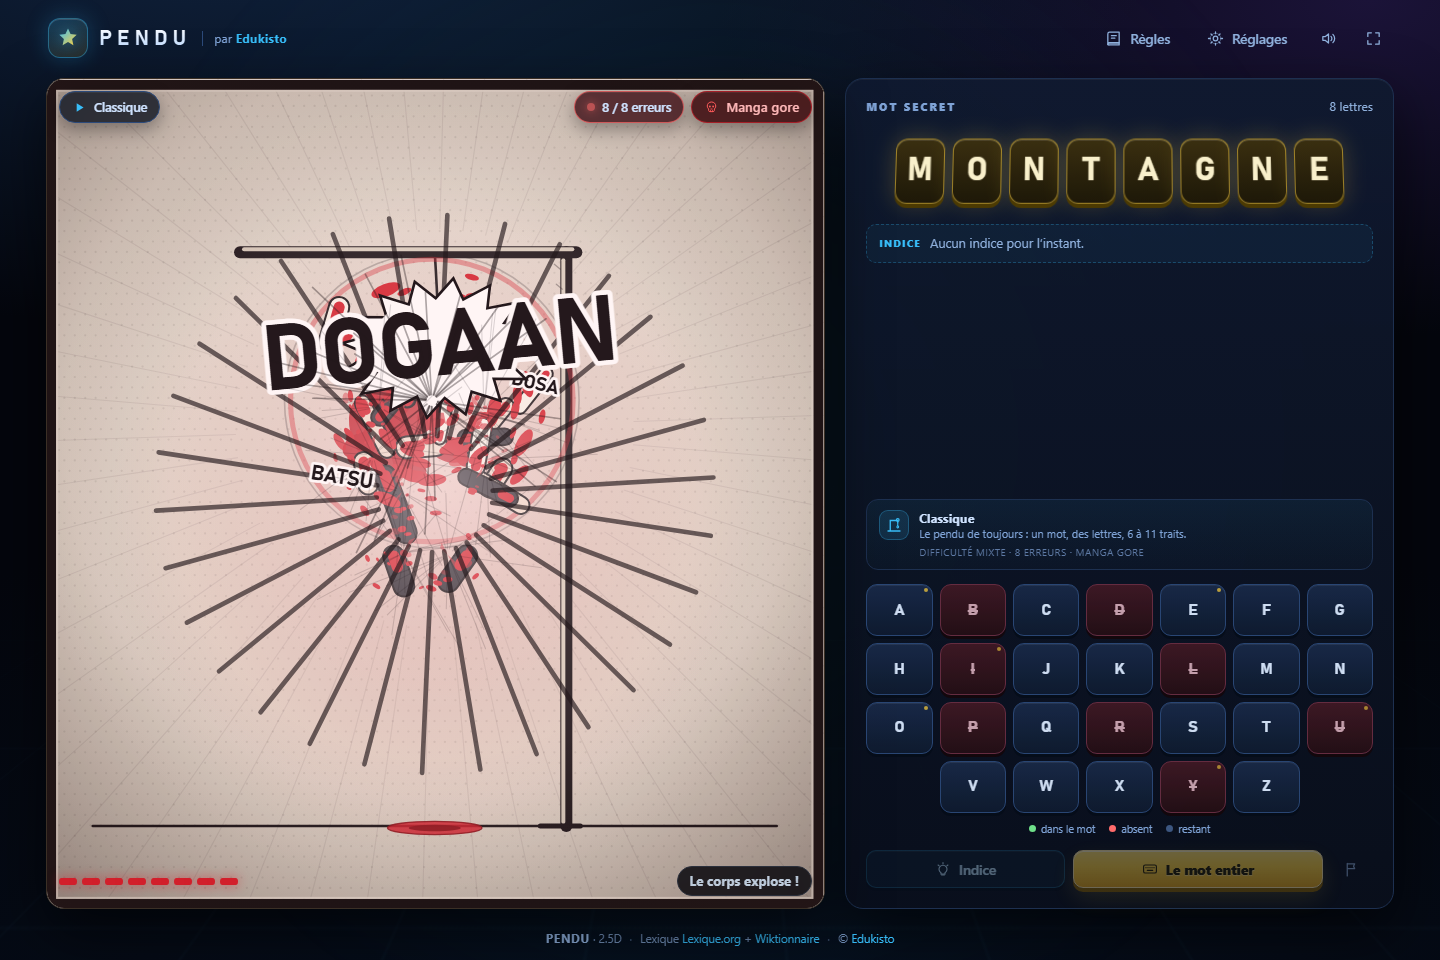 PENDU
par Edukisto
Règles
Réglages
Classique
8 / 8 erreurs
Manga gore
DOGAAN
DOSA
BATSU
Le corps explose !
MOT SECRET
8 lettres
M O N T A G N E
INDICE Aucun indice pour l'instant.
Classique
Le pendu de toujours : un mot, des lettres, 6 à 11 traits.
DIFFICULTÉ MIXTE · 8 ERREURS · MANGA GORE
A B C D E F G
H I J K L M N
O P Q R S T U
V W X Y Z
dans le mot absent restant
Indice
Le mot entier
PENDU · 2.5D · Lexique Lexique.org + Wiktionnaire · © Edukisto